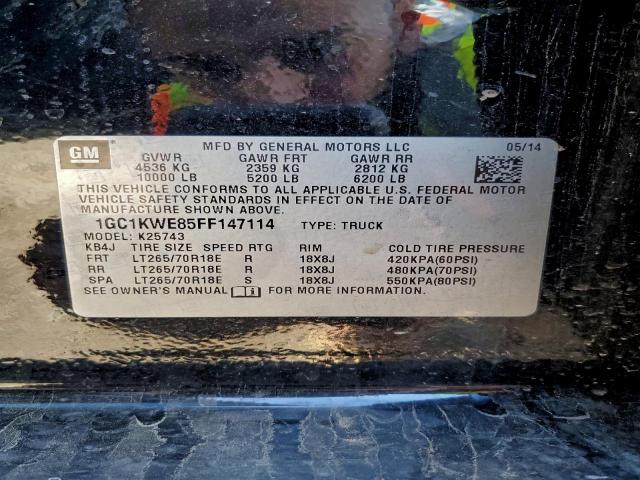 GM
MFD BY GENERAL MOTORS LLC 05/14
GVWR GAWR FRT GAWR RR
4536 KG 2359 KG 2812 KG
10000 LB 5200 LB 6200 LB
THIS VEHICLE CONFORMS TO ALL APPLICABLE U.S. FEDERAL MOTOR
VEHICLE SAFETY STANDARDS IN EFFECT ON THE DATE OF
MANUFACTURE SHOWN ABOVE.
1GC1KWE85FF147114 TYPE: TRUCK
MODEL: K25743
KB4J TIRE SIZE SPEED RTG RIM COLD TIRE PRESSURE
FRT LT265/70R18E R 18X8J 420KPA(60PSI)
RR LT265/70R18E R 18X8J 480KPA(70PSI)
SPA LT265/70R18E R 18X8J 550KPA(80PSI)
SEE OWNER'S MANUAL FOR MORE INFORMATION.